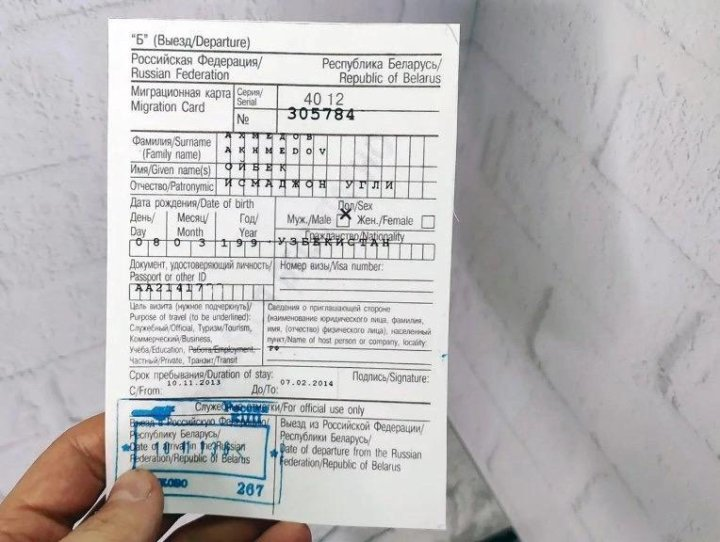 "Б" (Выезд/Departure)
Российская Федерация/ Республика Беларусь/
Russian Federation Republic of Belarus
Миграционная карта Серия/ 40 12
Migration Card Serial
№ 305784
АХМЕДОВ
Фамилия/Surname AKHMEDOV
(Family name)
Имя/Given name(s) ОЙБЕК
Отчество/Patronymic ИСМАДЖОН УГЛИ
Дата рождения/Date of birth Пол/Sex
День/ Месяц/ Год/ Муж./Male X Жен./Female
Day Month Year Гражданство/Nationality
0803199 УЗБЕКИСТАН
Документ, удостоверяющий личность/ Номер визы/Visa number:
Passport or other ID
AA21417
Цель визита (нужное подчеркнуть)/ Сведения о приглашающей стороне
Purpose of travel (to be underlined): (наименование юридического лица, фамилия,
Служебный/Official, Туризм/Tourism, имя, (отчество) физического лица), населенный
Коммерческий/Business, пункт/Name of host person or company, locality:
Учёба/Education, Работа/Employment,
Частный/Private, Транзит/Transit
Срок пребывания/Duration of stay: Подпись/Signature:
С/From: 10.11.2013 До/To: 07.02.2014
Служебные отметки/For official use only
Въезд в Российскую Федерацию/ Выезд из Российской Федерации/
Республику Беларусь/ Республики Беларусь/
Date of arrival in the Russian Date of departure from the Russian
Federation/Republic of Belarus Federation/Republic of Belarus
267